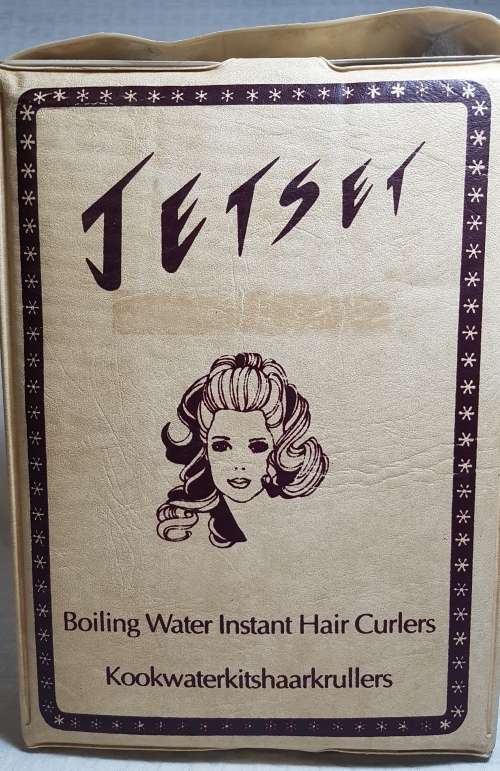 JETSET
Boiling Water Instant Hair Curlers
Kookwaterkitshaarkrullers